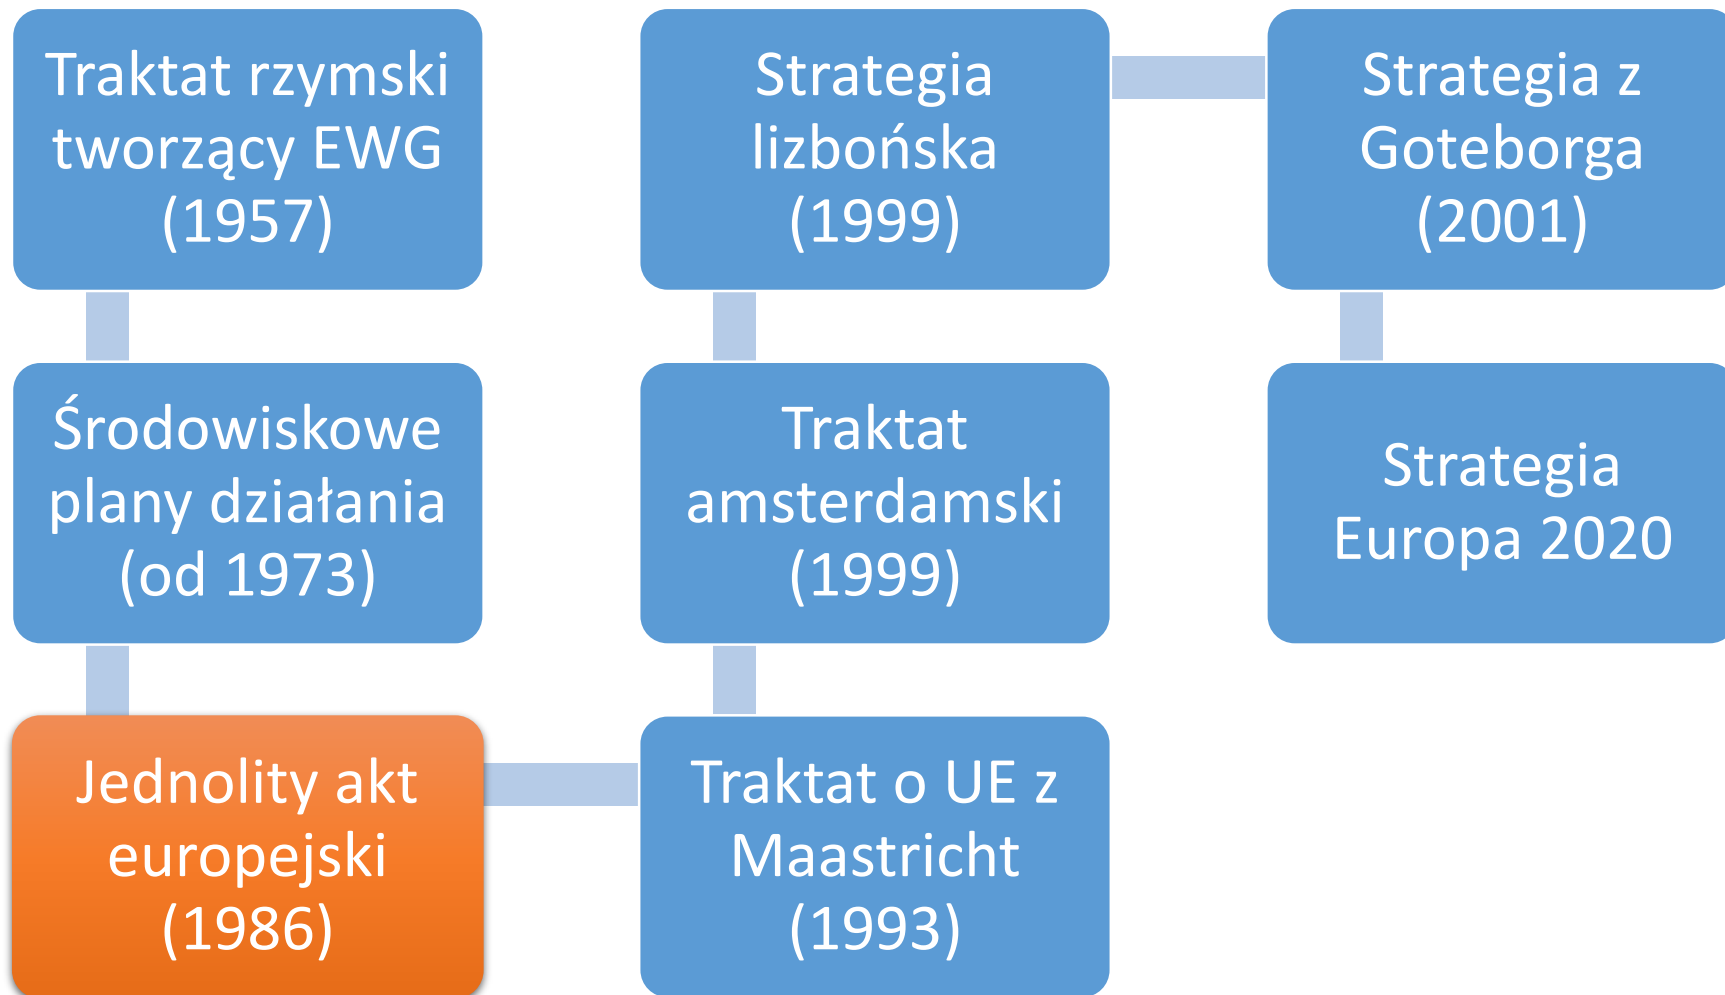 Traktat rzymski
tworzący EWG
(1957)
Środowiskowe
plany działania
(od 1973)
Jednolity akt
europejski
(1986)
Traktat o UE z
Maastricht
(1993)
Traktat
amsterdamski
(1999)
Strategia
lizbońska
(1999)
Strategia z
Goteborga
(2001)
Strategia
Europa 2020